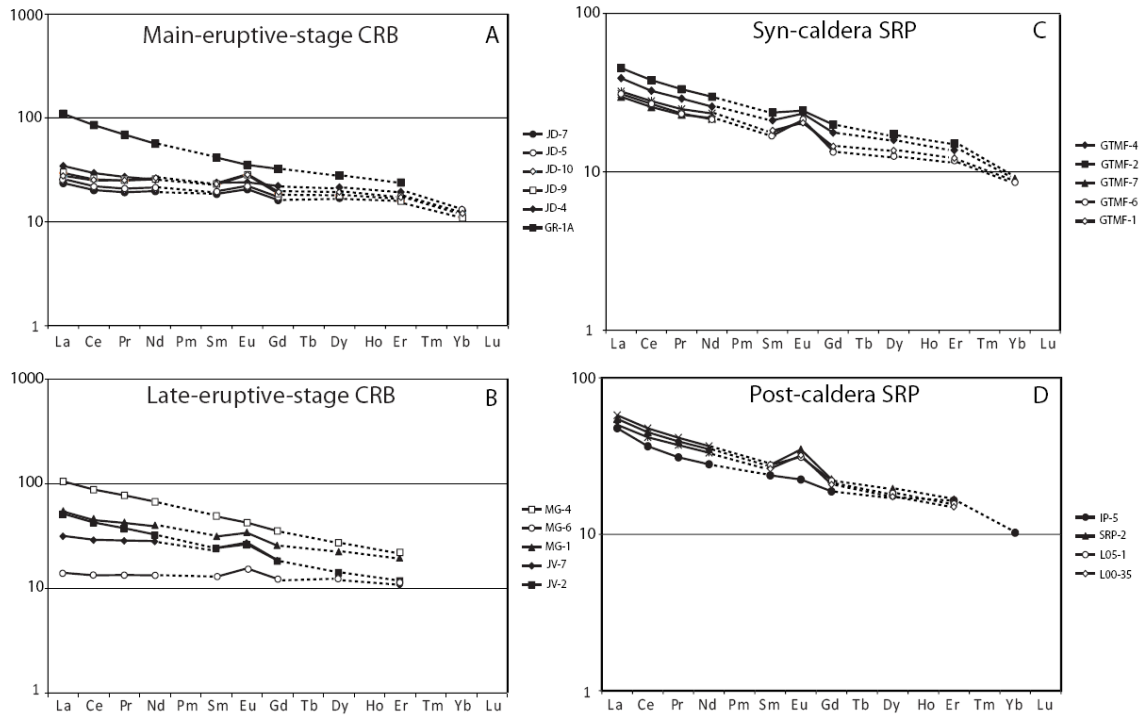 Main-eruptive-stage CRB
A
1000
100
10
1
La Ce Pr Nd Pm Sm Eu Gd Tb Dy Ho Er Tm Yb Lu
JD-7
JD-5
JD-10
JD-9
JD-4
GR-1A
Late-eruptive-stage CRB
B
1000
100
10
1
La Ce Pr Nd Pm Sm Eu Gd Tb Dy Ho Er Tm Yb Lu
MG-4
MG-6
MG-1
JV-7
JV-2
Syn-caldera SRP
C
100
10
1
La Ce Pr Nd Pm Sm Eu Gd Tb Dy Ho Er Tm Yb Lu
GTMF-4
GTMF-2
GTMF-7
GTMF-6
GTMF-1
Post-caldera SRP
D
100
10
1
La Ce Pr Nd Pm Sm Eu Gd Tb Dy Ho Er Tm Yb Lu
IP-5
SRP-2
L05-1
L00-35